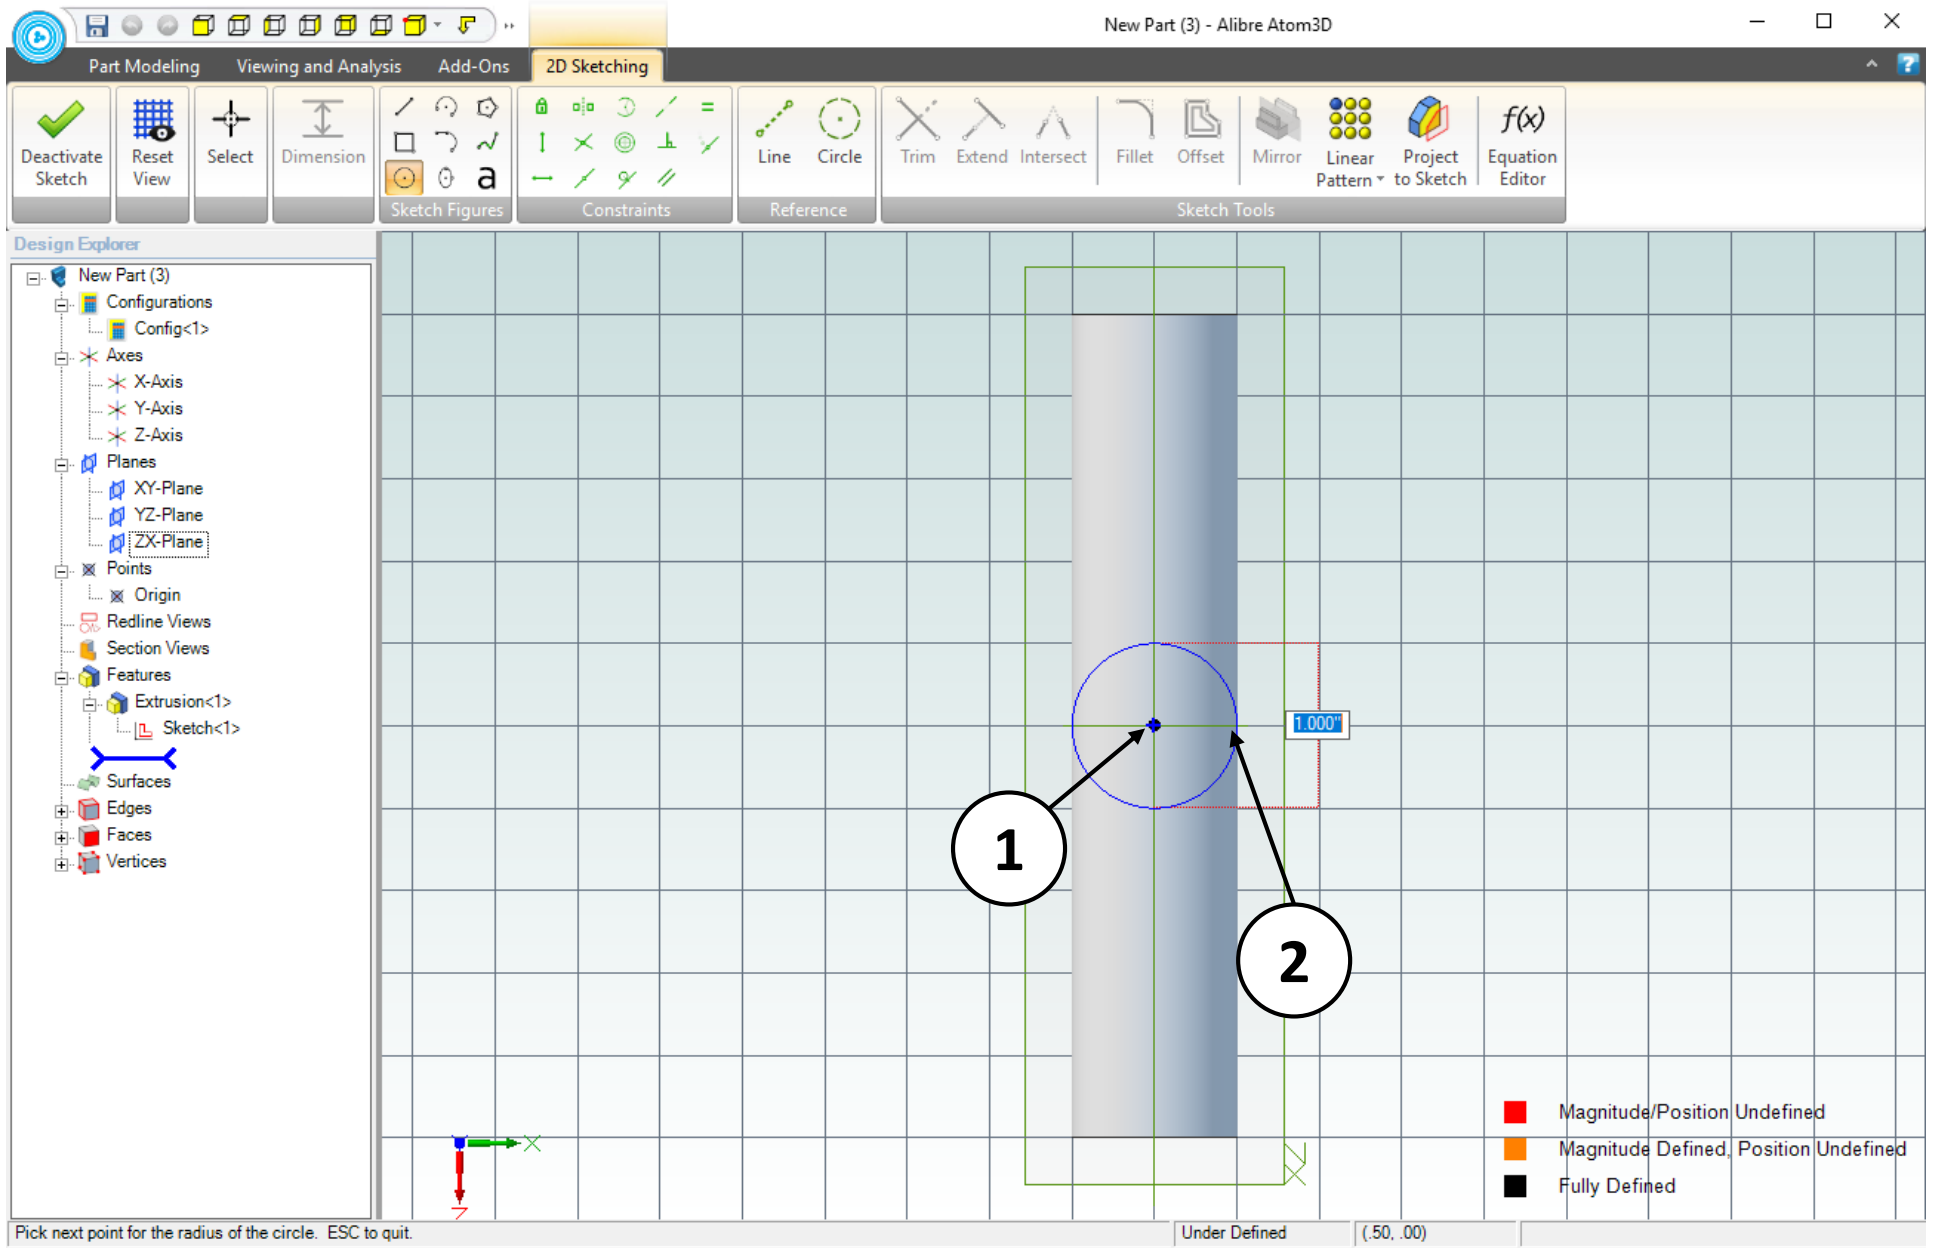 New Part (3) - Alibre Atom3D
Part Modeling Viewing and Analysis Add-Ons 2D Sketching
Deactivate Sketch
Reset View
Select
Dimension
a
Sketch Figures
Constraints
Line
Circle
Reference
Trim
Extend
Intersect
Fillet
Offset
Mirror
Linear Pattern
Project to Sketch
f(x)
Equation Editor
Sketch Tools
Design Explorer
New Part (3)
Configurations
Config<1>
Axes
X-Axis
Y-Axis
Z-Axis
Planes
XY-Plane
YZ-Plane
ZX-Plane
Points
Origin
Redline Views
Section Views
Features
Extrusion<1>
Sketch<1>
Surfaces
Edges
Faces
Vertices
1.000"
1
2
X
Z
Magnitude/Position Undefined
Magnitude Defined, Position Undefined
Fully Defined
Pick next point for the radius of the circle. ESC to quit.
Under Defined
(.50, .00)